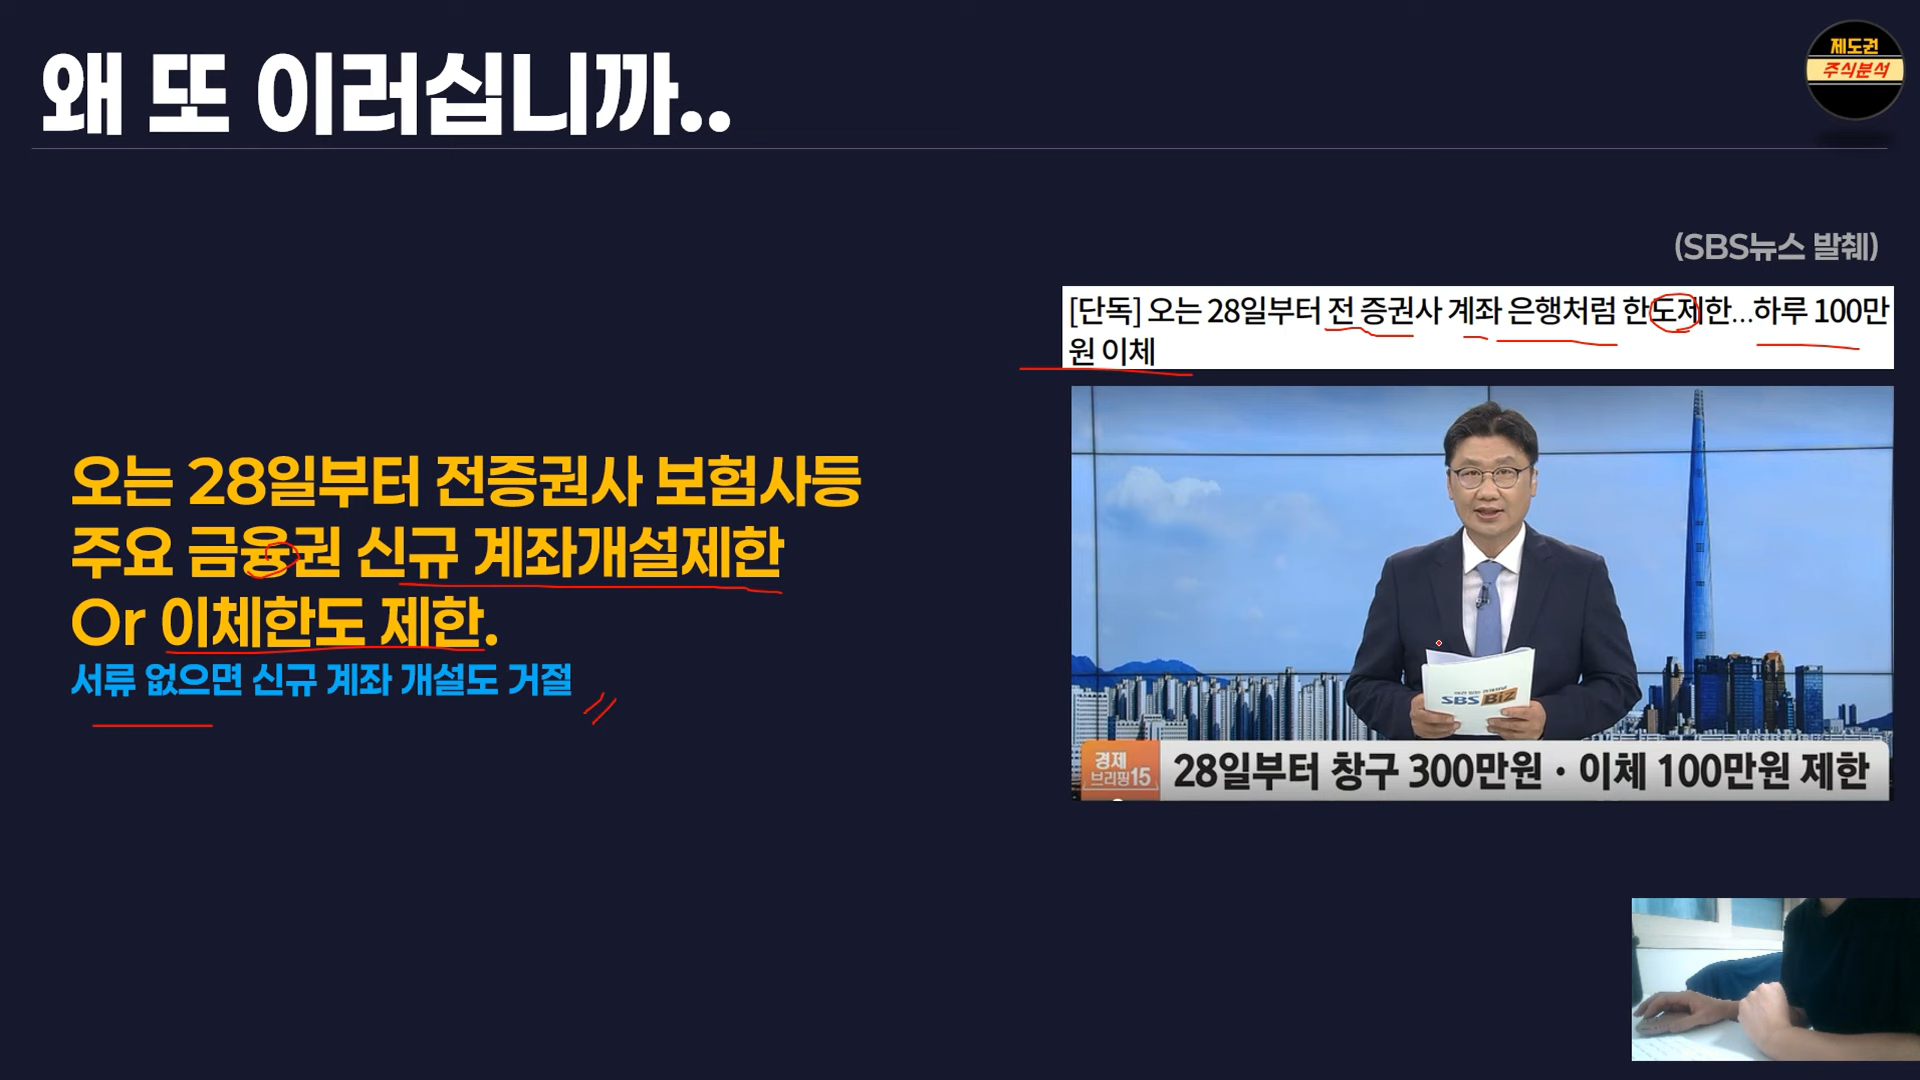 왜 또 이러십니까..
제도권
주식분석
(SBS뉴스 발췌)
[단독] 오는 28일부터 전 증권사 계좌 은행처럼 한도제한...하루 100만
원 이체
오는 28일부터 전증권사 보험사등
주요 금융권 신규 계좌개설제한
Or 이체한도 제한.
서류 없으면 신규 계좌 개설도 거절
SBS Biz
경제
브리핑15
28일부터 창구 300만원·이체 100만원 제한